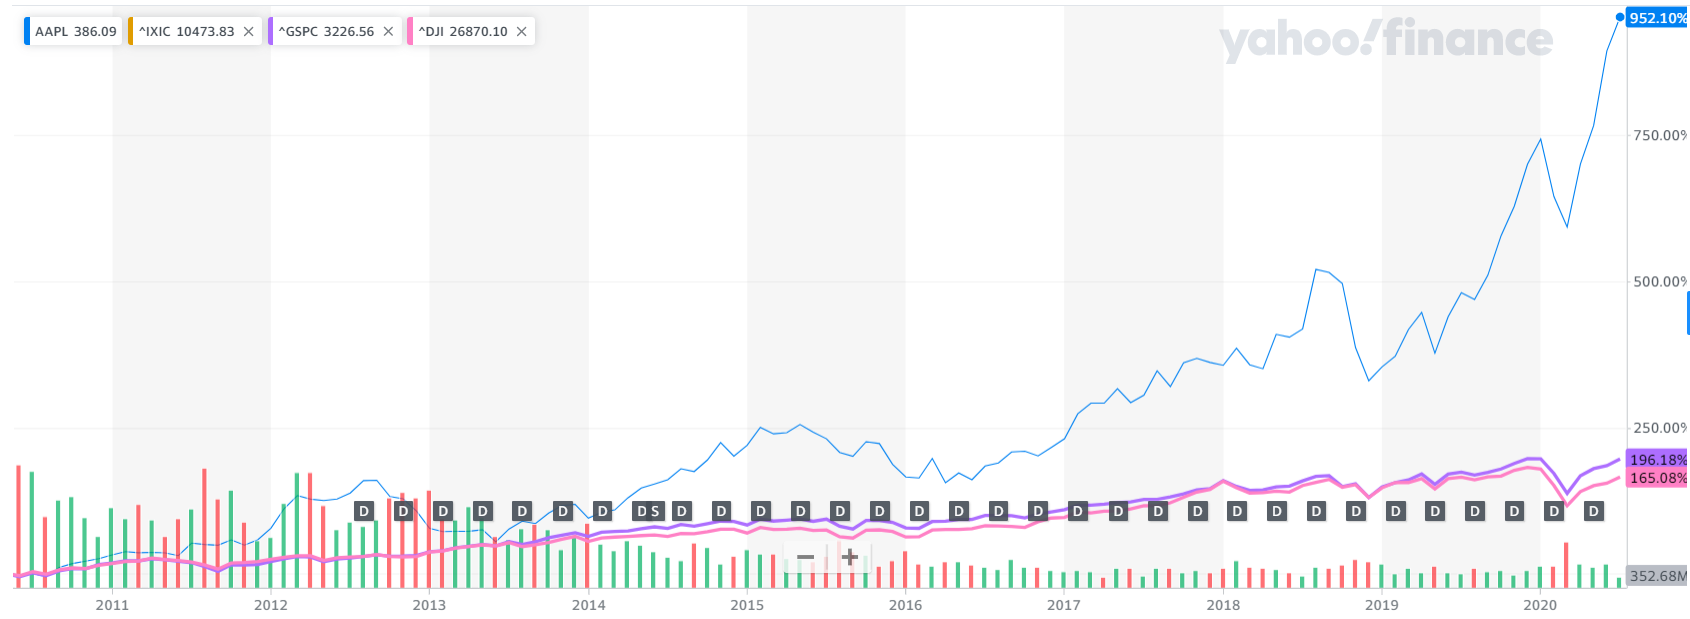 AAPL 386.09 ^IXIC 10473.83 × ^GSPC 3226.56 × ^DJI 26870.10 ×
yahoo!finance
952.10%
750.00%
500.00%
250.00%
196.18%
165.08%
D D D D D D D D S D D D D D D D D D D D D D D D D D D D D D D D D
− +
352.68M
2011 2012 2013 2014 2015 2016 2017 2018 2019 2020